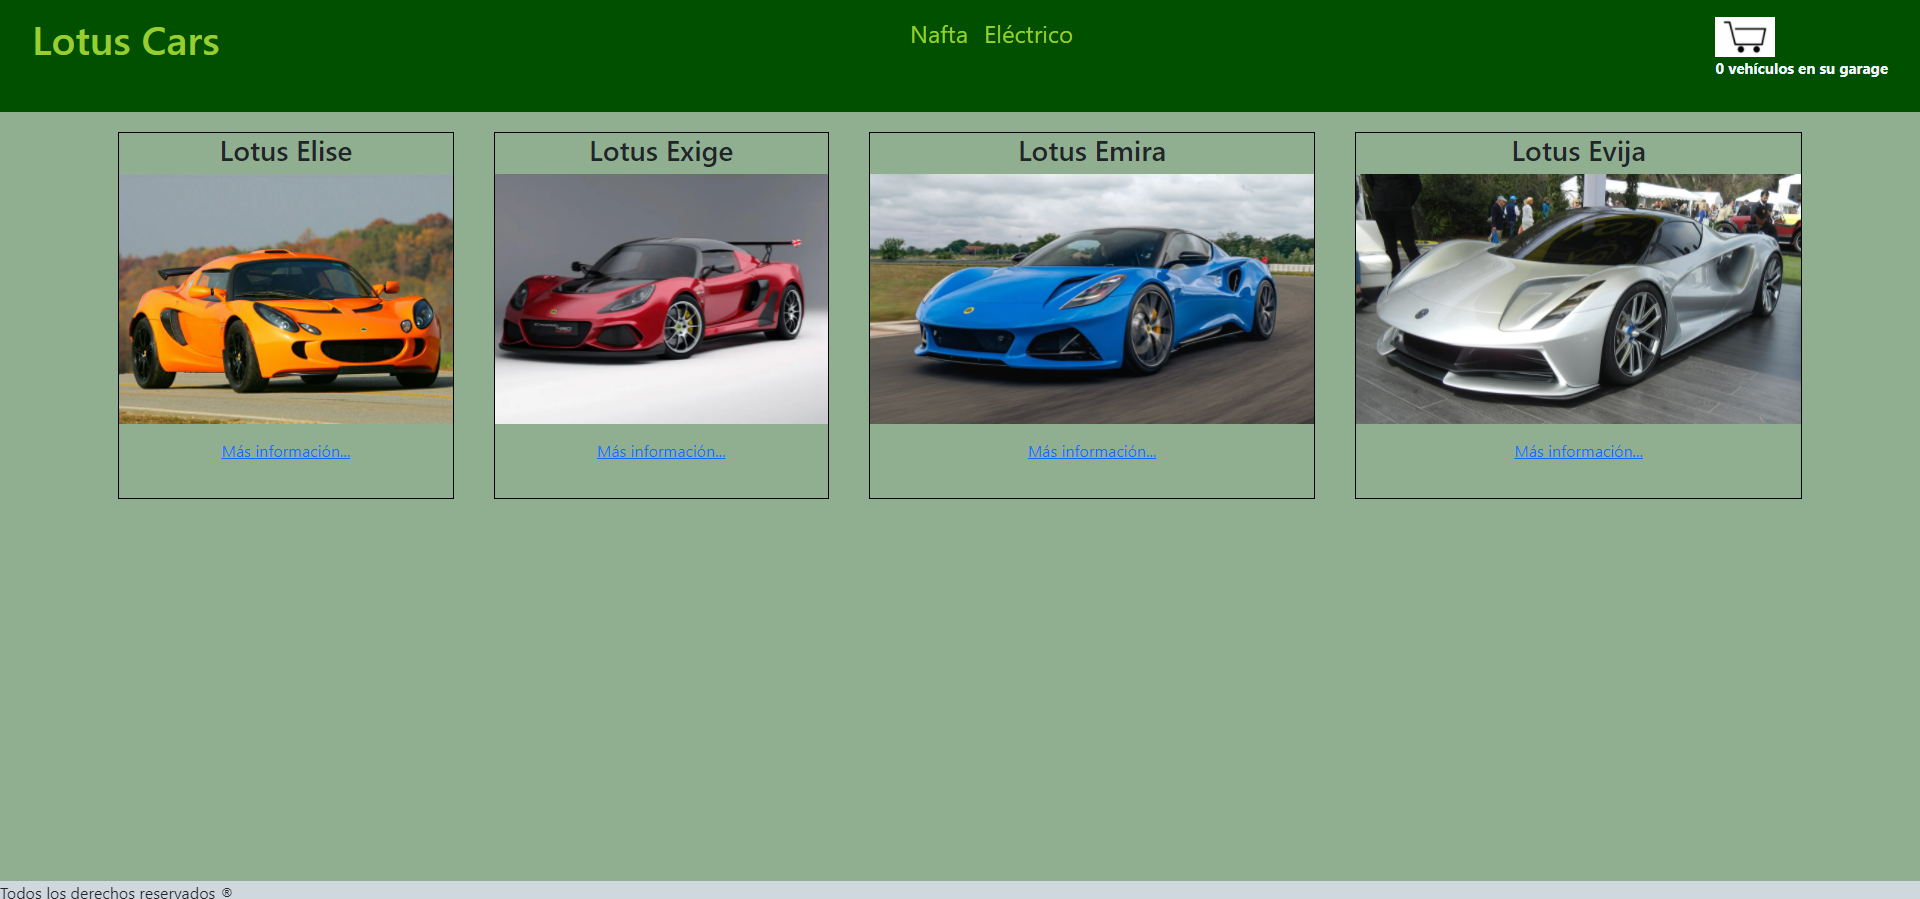 Lotus Cars
Nafta Eléctrico
0 vehículos en su garage
Lotus Elise
Lotus Exige
Lotus Emira
Lotus Evija
Más información...
Más información...
Más información...
Más información...
Todos los derechos reservados ®